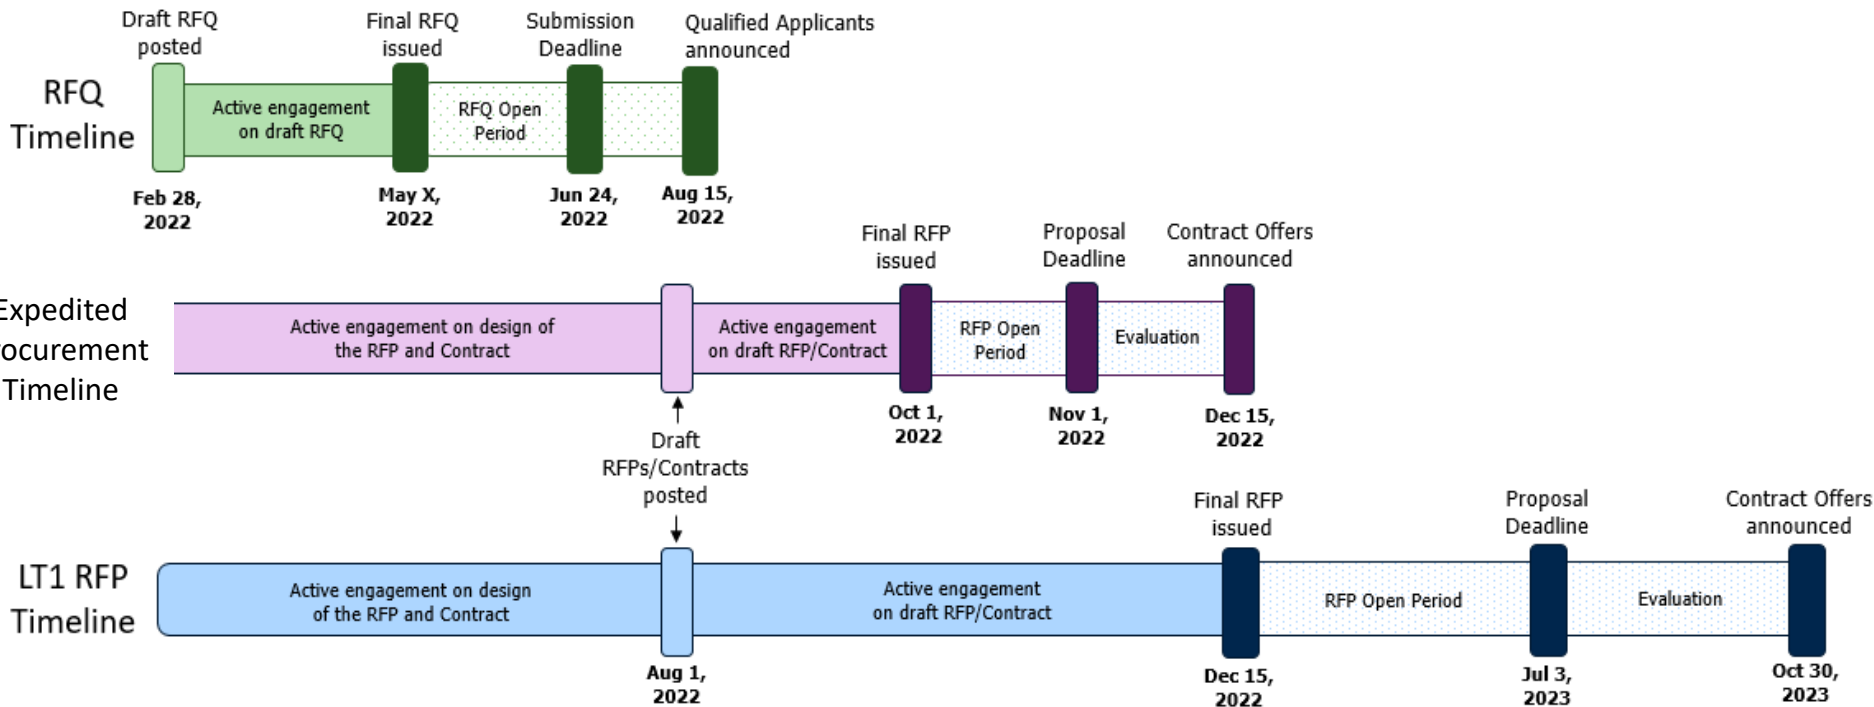 Draft RFQ
posted
Final RFQ
issued
Submission
Deadline
Qualified Applicants
announced
RFQ
Timeline
Active engagement
on draft RFQ
RFQ Open
Period
Feb 28,
2022
May X,
2022
Jun 24,
2022
Aug 15,
2022
Final RFP
issued
Proposal
Deadline
Contract Offers
announced
Expedited
rocurement
Timeline
Active engagement on design of
the RFP and Contract
Active engagement
on draft RFP/Contract
RFP Open
Period
Evaluation
Oct 1,
2022
Nov 1,
2022
Dec 15,
2022
Draft
RFPs/Contracts
posted
Final RFP
issued
Proposal
Deadline
Contract Offers
announced
LT1 RFP
Timeline
Active engagement on design
of the RFP and Contract
Active engagement
on draft RFP/Contract
RFP Open Period
Evaluation
Aug 1,
2022
Dec 15,
2022
Jul 3,
2023
Oct 30,
2023